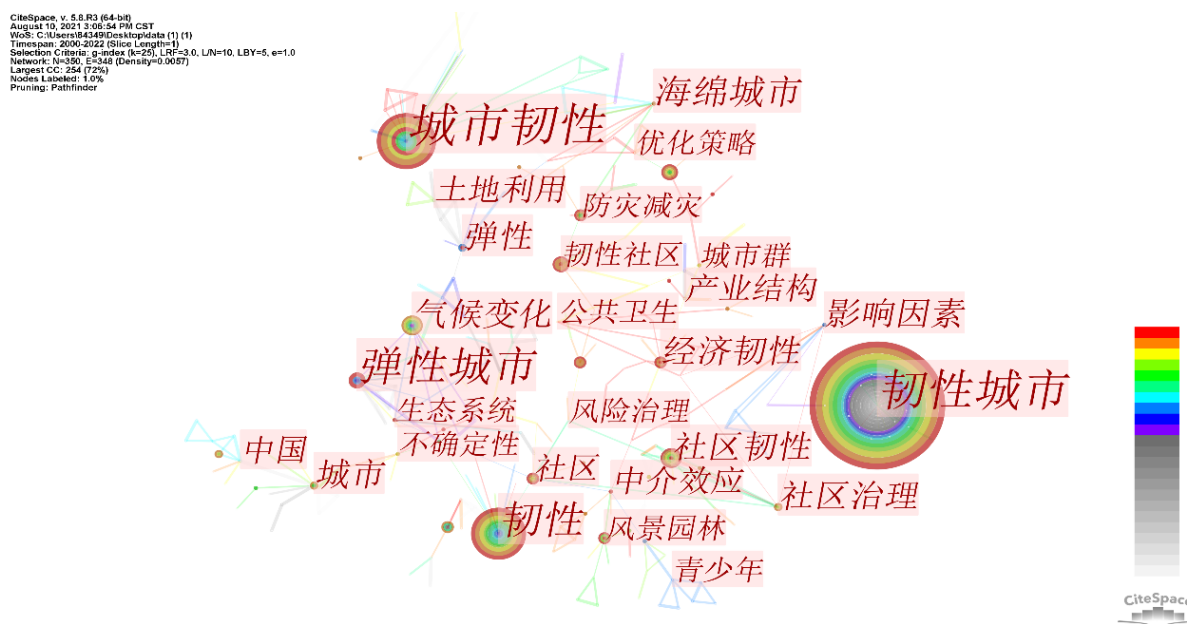 CiteSpace, v. 5.8.R3 (64-bit)
August 10, 2021 3:06:54 PM CST
WoS: C:\Users\84349\Desktop\data (1) (1)
Timespan: 2000-2022 (Slice Length=1)
Selection Criteria: g-index (k=25), LRF=3.0, L/N=10, LBY=5, e=1.0
Network: N=350, E=348 (Density=0.0057)
Largest CC: 254 (72%)
Nodes Labeled: 1.0%
Pruning: Pathfinder
海绵城市
城市韧性
优化策略
土地利用
防灾减灾
弹性
韧性社区
城市群
产业结构
气候变化
公共卫生
影响因素
经济韧性
弹性城市
韧性城市
生态系统
风险治理
不确定性
社区韧性
中国
城市
社区
中介效应
社区治理
韧性
风景园林
青少年
CiteSpac